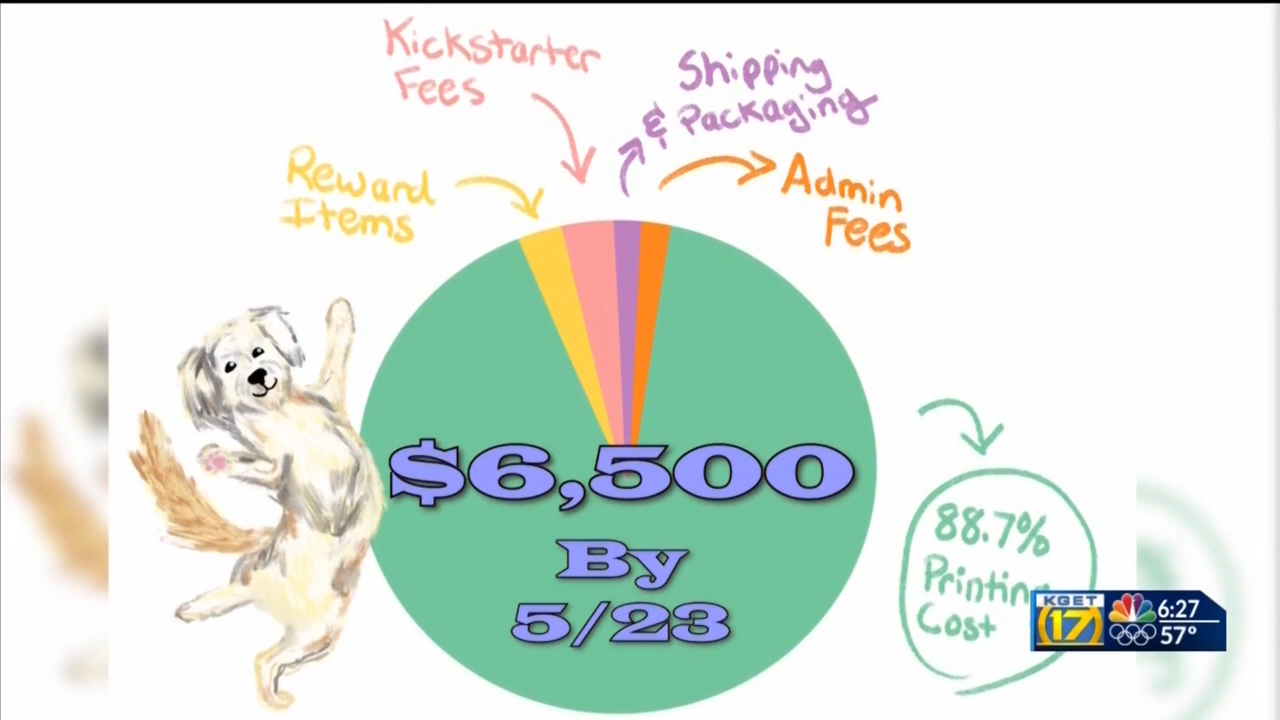 Kickstarter
Fees
Shipping
& Packaging
Reward
Items
Admin
Fees
$6,500
By
5/23
88.7%
Printing
Cost
KGET
17
6:27
57°